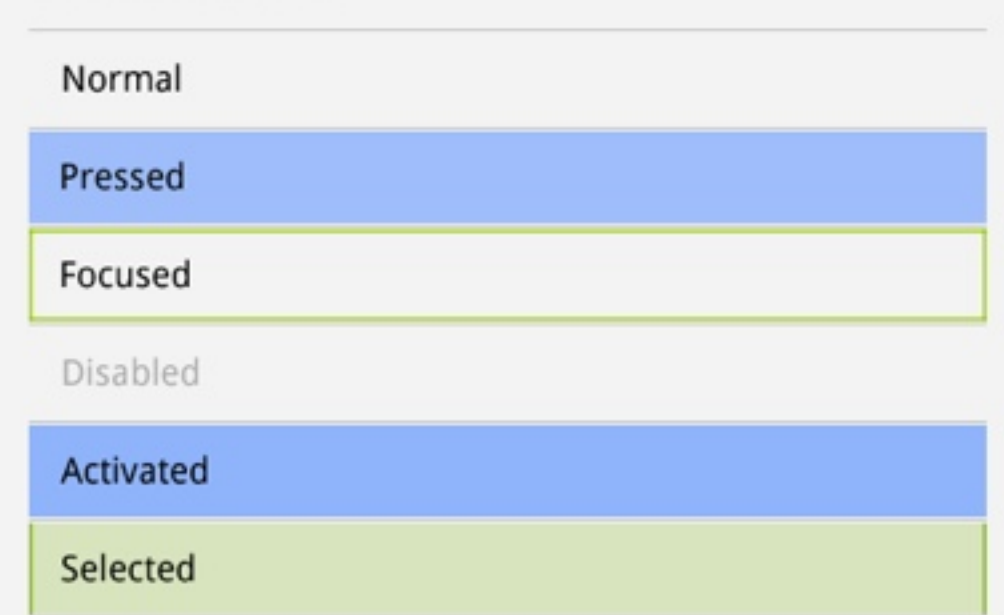 Normal
Pressed
Focused
Disabled
Activated
Selected